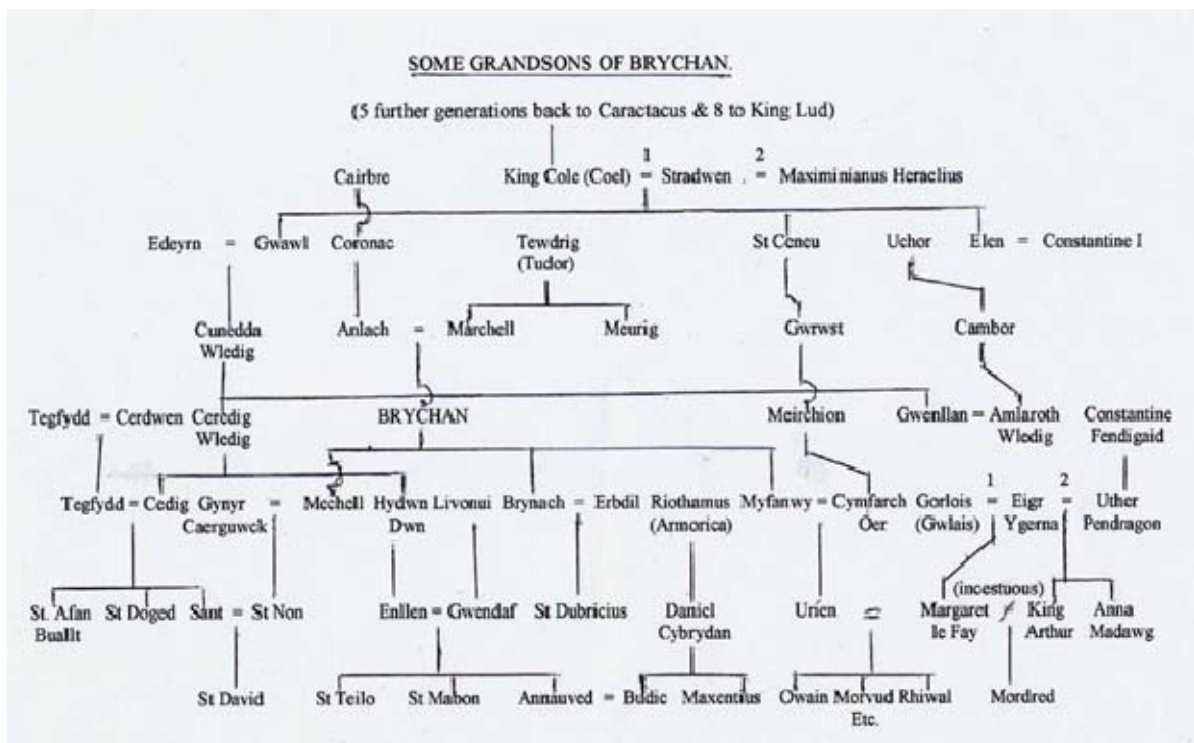 SOME GRANDSONS OF BRYCHAN.
(5 further generations back to Caractacus & 8 to King Lud)
1 2
Cairbre King Cole (Coel) = Stradwen = Maximinianus Heraclius
Edeyrn = Gwawll Coronac Tewdrig St Ceneu Uchor Elen = Constantine I
(Tudor)
Cunedda Anlach = Marchell Meurig Gwrwst Cambor
Wledig
Tegfydd = Cerdwen Ceredig BRYCHAN Meirchion Gwenllan = Amlaroth Constantine
Wledig Wledig Fendigaid
1 2
Tegfydd = Cedig Gynyr = Mechell Hydwn Livonui Brynach = Erbdil Riothamus Myfanwy = Cymfarch Gorlois = Eigr = Uther
Caerguwck Dwn (Armorica) Oer (Gwlais) Ygerna Pendragon
(incestuous)
St. Afan St Doged Sant = St Non Enllen = Gwendaf St Dubricius Daniel Urien = Margaret ≠ King Anna
Buallt Cybrydan lle Fay Arthur Madawg
St David St Teilo St Mabon Annauved = Budic Maxentius Owain Morvud Rhiwal Mordred
Etc.